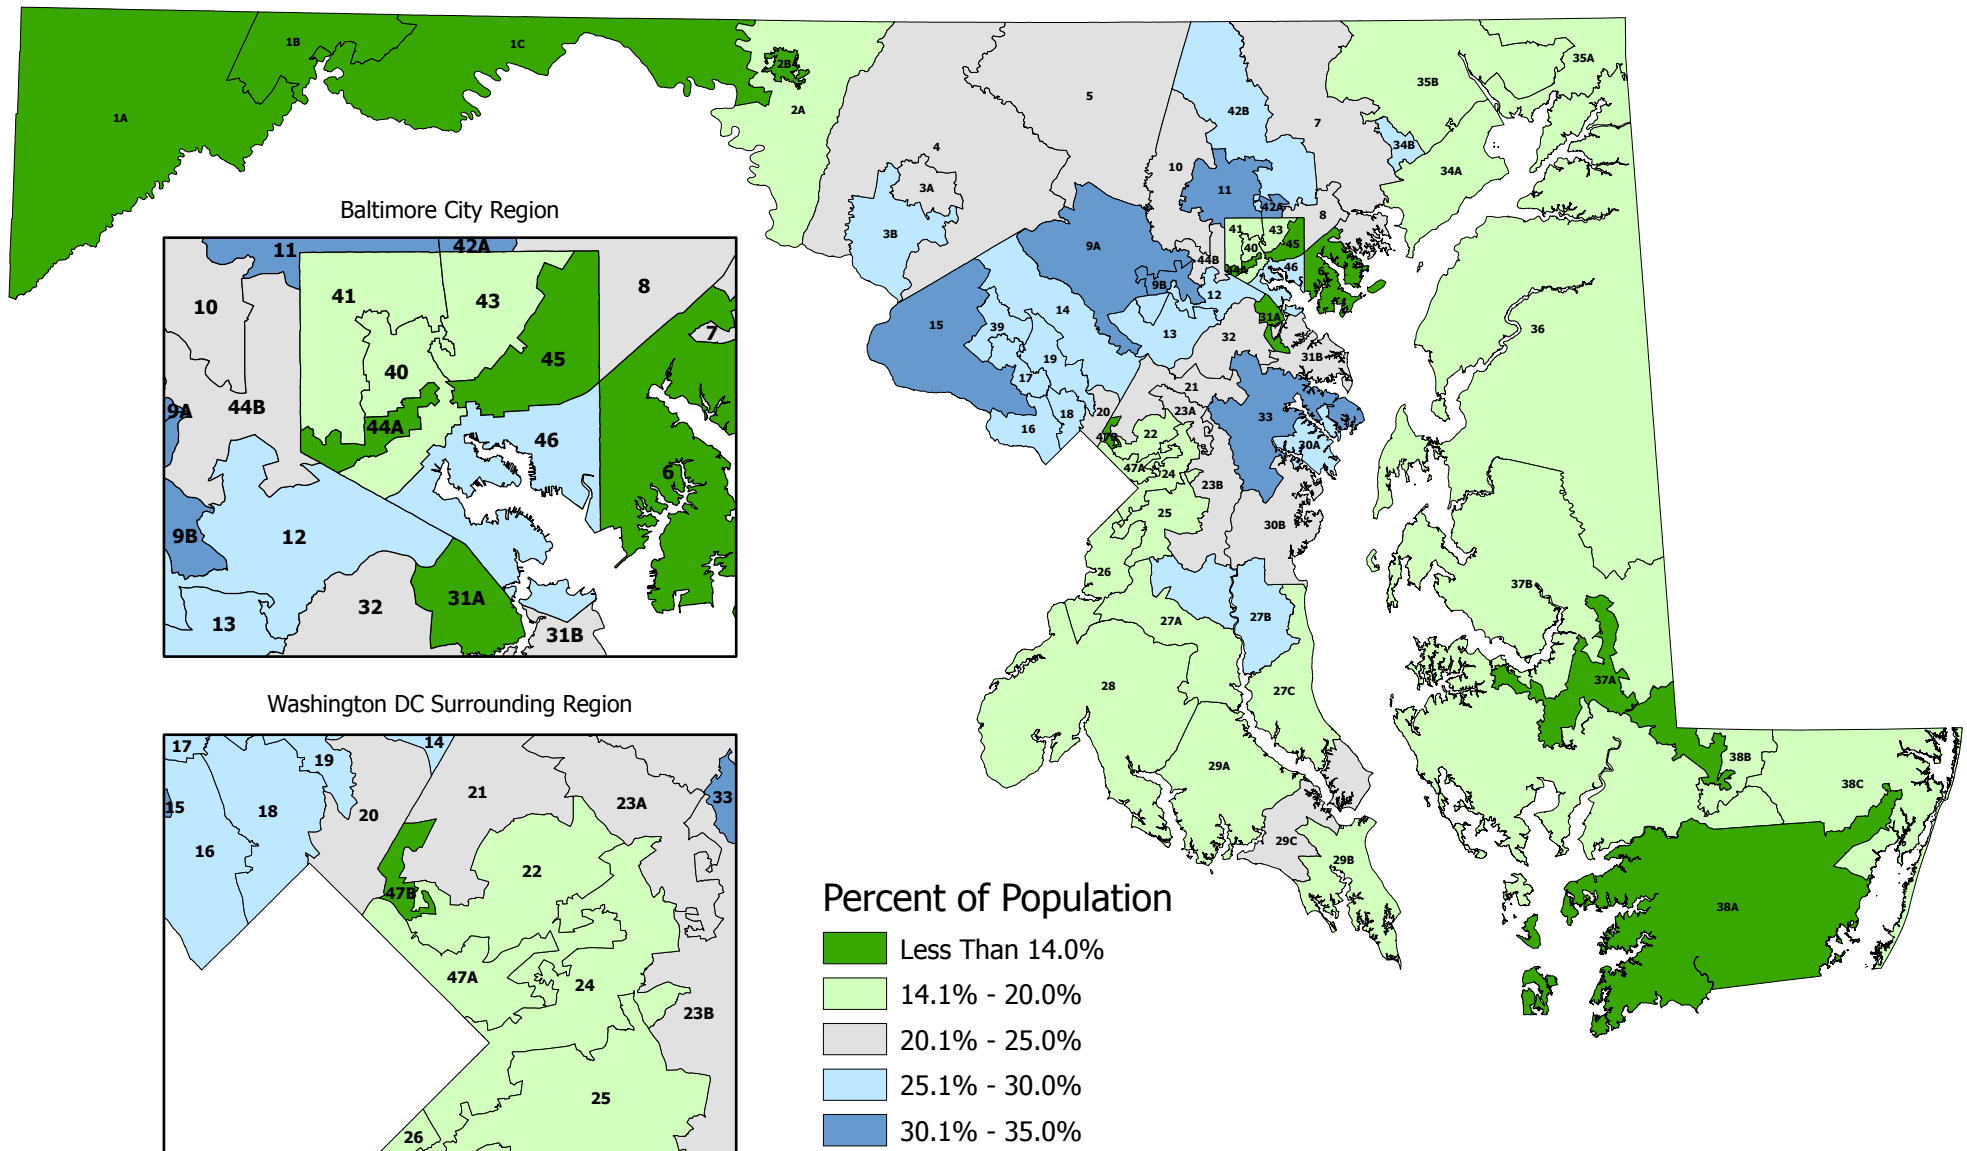 1A
1B
1C
2B
2A
4
3A
3B
5
10
42B
7
11
42A
8
9A
9B
44B
41
43
40
45
44A
46
6
12
13
14
15
39
19
17
18
16
20
47B
21
23A
22
47A
24
23B
25
26
32
31A
31B
33
30A
30B
27A
27B
27C
28
29A
29C
29B
34B
34A
35B
35A
36
37B
37A
38B
38C
38A
Baltimore City Region
11
42A
10
41
43
8
7
40
45
9A
44B
44A
46
6
9B
12
13
32
31A
31B
Washington DC Surrounding Region
17
19
14
15
18
20
21
23A
33
16
47B
22
47A
24
23B
25
26
Percent of Population
Less Than 14.0%
14.1% - 20.0%
20.1% - 25.0%
25.1% - 30.0%
30.1% - 35.0%